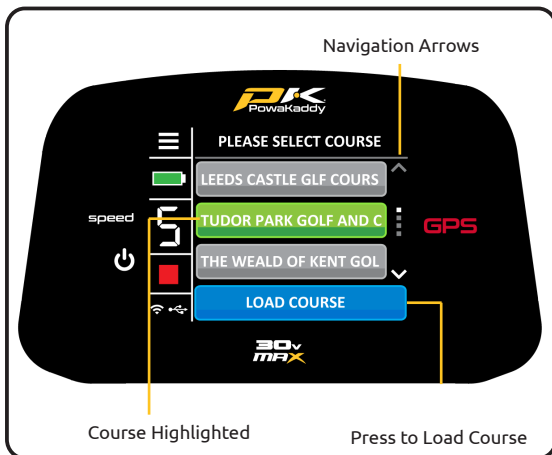 Navigation Arrows
PK
PowaKaddy
PLEASE SELECT COURSE
LEEDS CASTLE GLF COURS
speed
5
TUDOR PARK GOLF AND C
GPS
THE WEALD OF KENT GOL
LOAD COURSE
30v
MAX
Course Highlighted
Press to Load Course